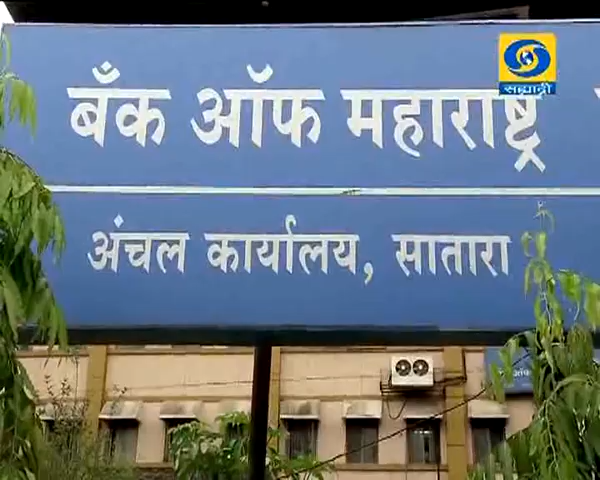 सह्याद्री
बँक ऑफ महाराष्ट्र
अंचल कार्यालय, सातारा